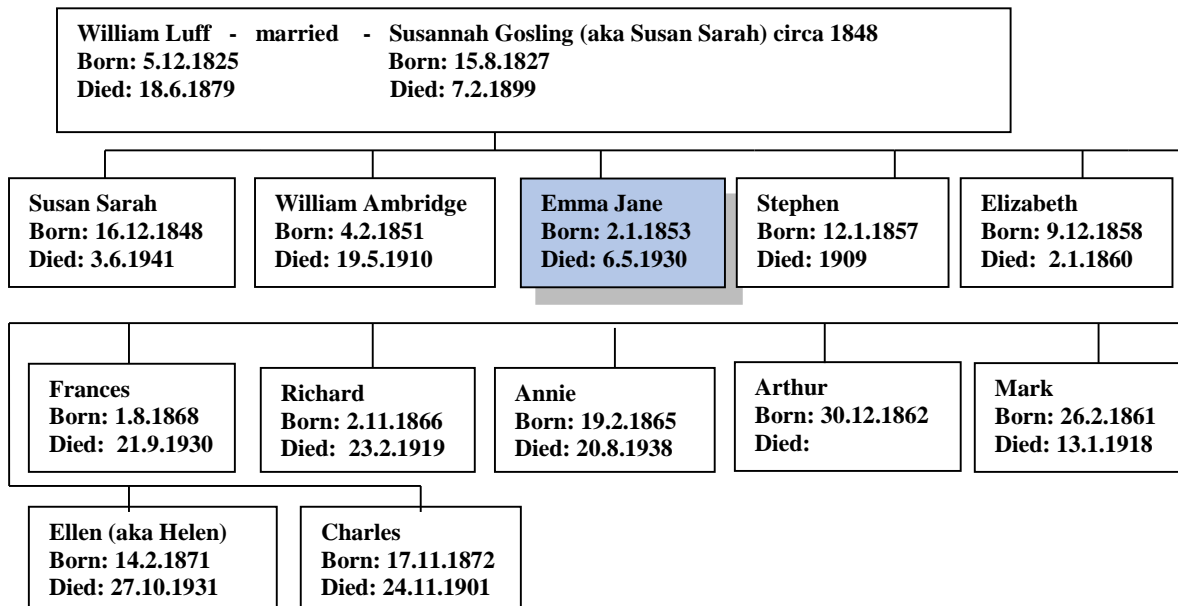 William Luff - married - Susannah Gosling (aka Susan Sarah) circa 1848
Born: 5.12.1825 Born: 15.8.1827
Died: 18.6.1879 Died: 7.2.1899
Susan Sarah
Born: 16.12.1848
Died: 3.6.1941
William Ambridge
Born: 4.2.1851
Died: 19.5.1910
Emma Jane
Born: 2.1.1853
Died: 6.5.1930
Stephen
Born: 12.1.1857
Died: 1909
Elizabeth
Born: 9.12.1858
Died: 2.1.1860
Frances
Born: 1.8.1868
Died: 21.9.1930
Richard
Born: 2.11.1866
Died: 23.2.1919
Annie
Born: 19.2.1865
Died: 20.8.1938
Arthur
Born: 30.12.1862
Died:
Mark
Born: 26.2.1861
Died: 13.1.1918
Ellen (aka Helen)
Born: 14.2.1871
Died: 27.10.1931
Charles
Born: 17.11.1872
Died: 24.11.1901